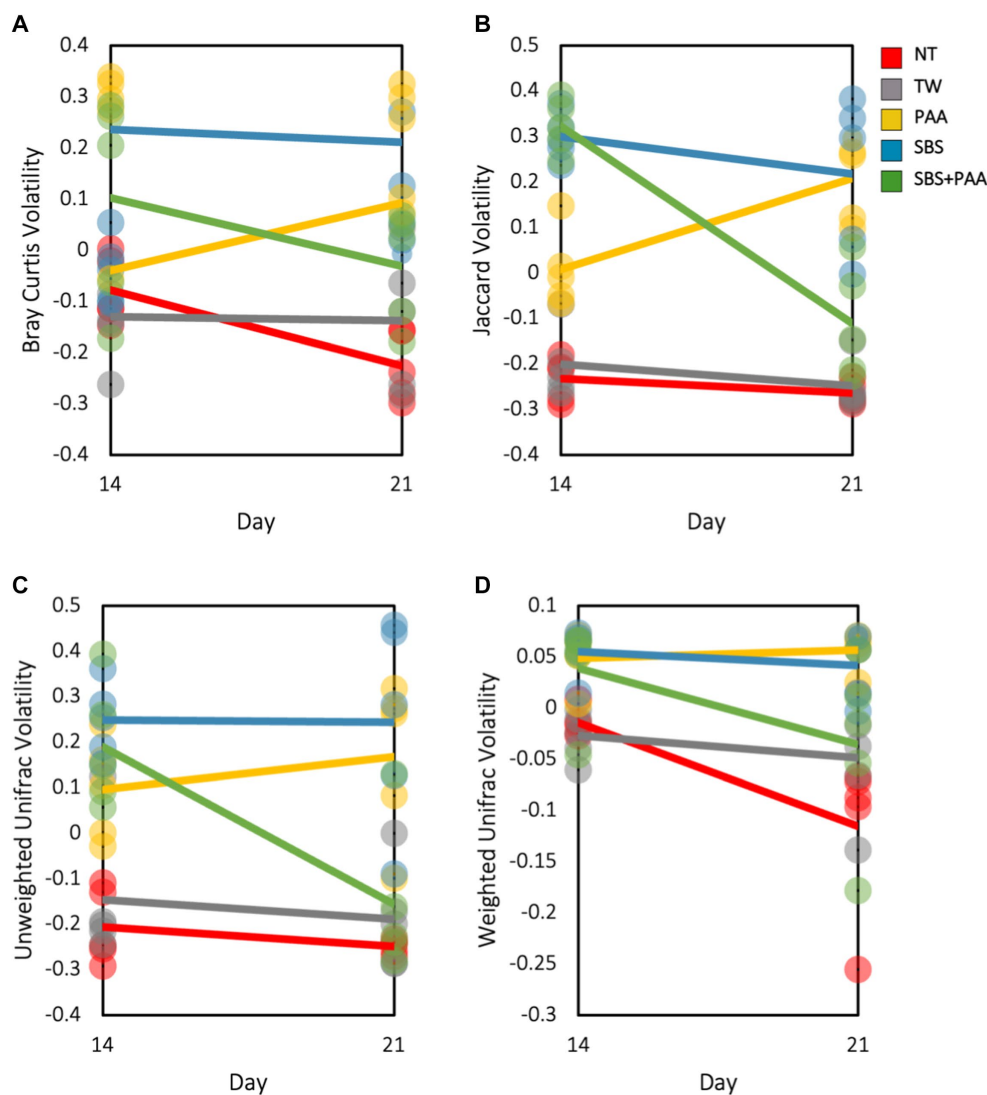 A
Bray Curtis Volatility
0.4
0.3
0.2
0.1
0
-0.1
-0.2
-0.3
-0.4
14
21
Day
B
Jaccard Volatility
0.5
0.4
0.3
0.2
0.1
0
-0.1
-0.2
-0.3
-0.4
14
21
Day
NT
TW
PAA
SBS
SBS+PAA
C
Unweighted Unifrac Volatility
0.5
0.4
0.3
0.2
0.1
0
-0.1
-0.2
-0.3
-0.4
14
21
Day
D
Weighted Unifrac Volatility
0.1
0.05
0
-0.05
-0.1
-0.15
-0.2
-0.25
-0.3
14
21
Day